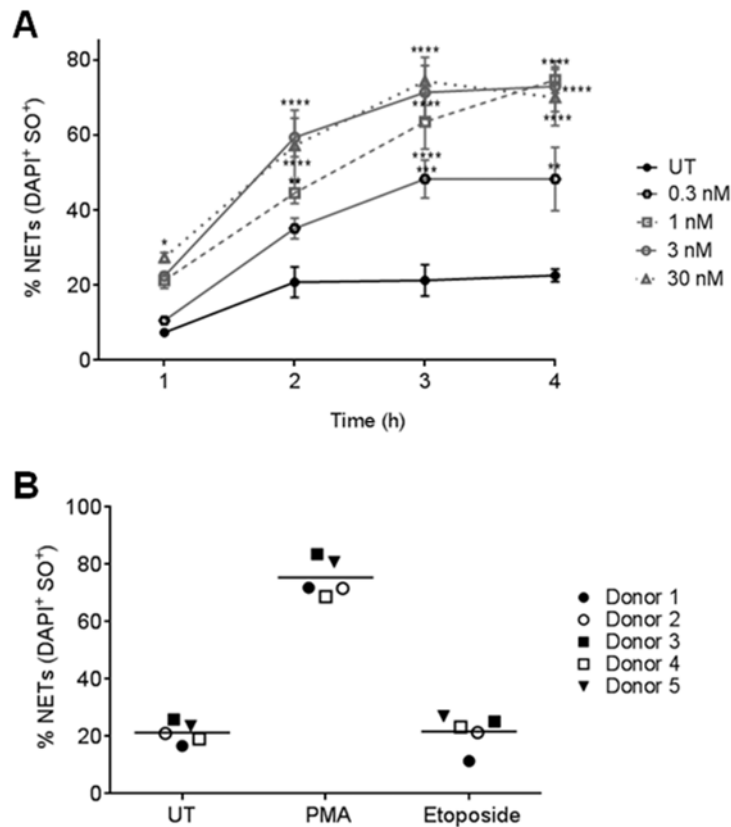 A
% NETs (DAPI⁺ SO⁺)
80
60
40
20
0
*
****
****
**
****
****
****
***
****
****
****
**
1
2
3
4
Time (h)
UT
0.3 nM
1 nM
3 nM
30 nM
B
% NETs (DAPI⁺ SO⁺)
100
80
60
40
20
0
UT
PMA
Etoposide
Donor 1
Donor 2
Donor 3
Donor 4
Donor 5